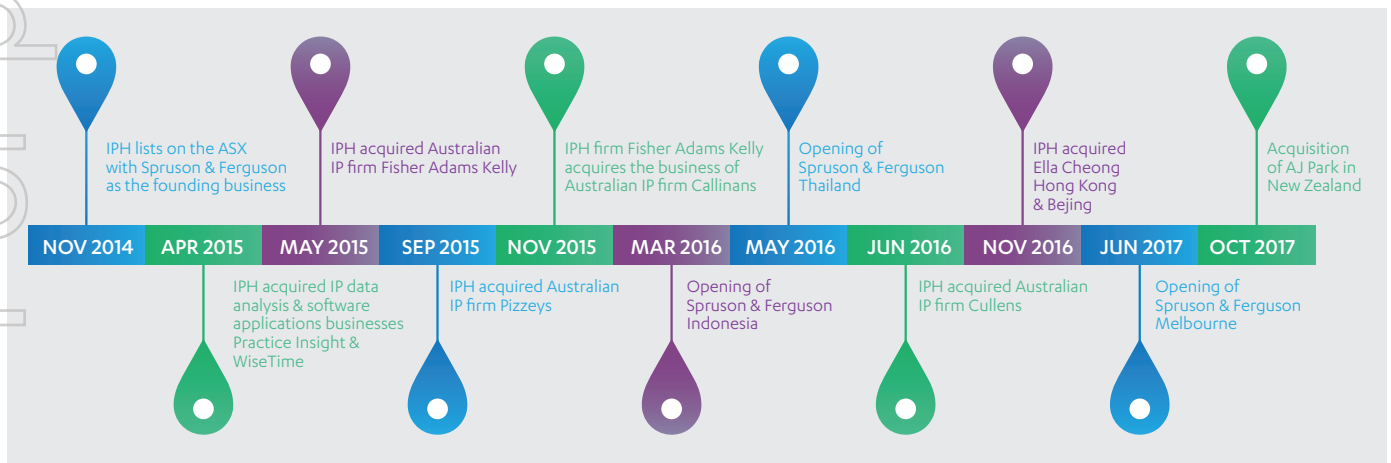 IPH lists on the ASX
with Spruson & Ferguson
as the founding business
IPH acquired Australian
IP firm Fisher Adams Kelly
IPH firm Fisher Adams Kelly
acquires the business of
Australian IP firm Callinans
Opening of
Spruson & Ferguson
Thailand
IPH acquired
Ella Cheong
Hong Kong
& Bejing
Acquisition
of AJ Park in
New Zealand
NOV 2014 APR 2015 MAY 2015 SEP 2015 NOV 2015 MAR 2016 MAY 2016 JUN 2016 NOV 2016 JUN 2017 OCT 2017
IPH acquired IP data
analysis & software
applications businesses
Practice Insight &
WiseTime
IPH acquired Australian
IP firm Pizzeys
Opening of
Spruson & Ferguson
Indonesia
IPH acquired Australian
IP firm Cullens
Opening of
Spruson & Ferguson
Melbourne